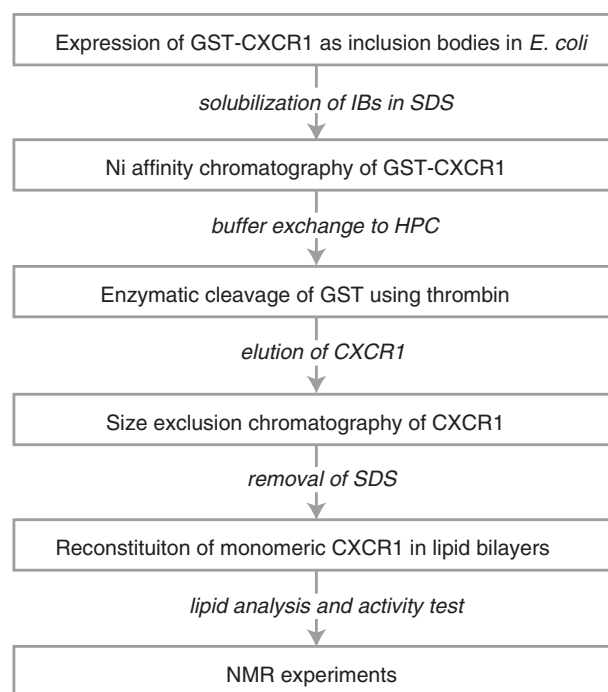 Expression of GST-CXCR1 as inclusion bodies in E. coli
solubilization of IBs in SDS
Ni affinity chromatography of GST-CXCR1
buffer exchange to HPC
Enzymatic cleavage of GST using thrombin
elution of CXCR1
Size exclusion chromatography of CXCR1
removal of SDS
Reconstituiton of monomeric CXCR1 in lipid bilayers
lipid analysis and activity test
NMR experiments